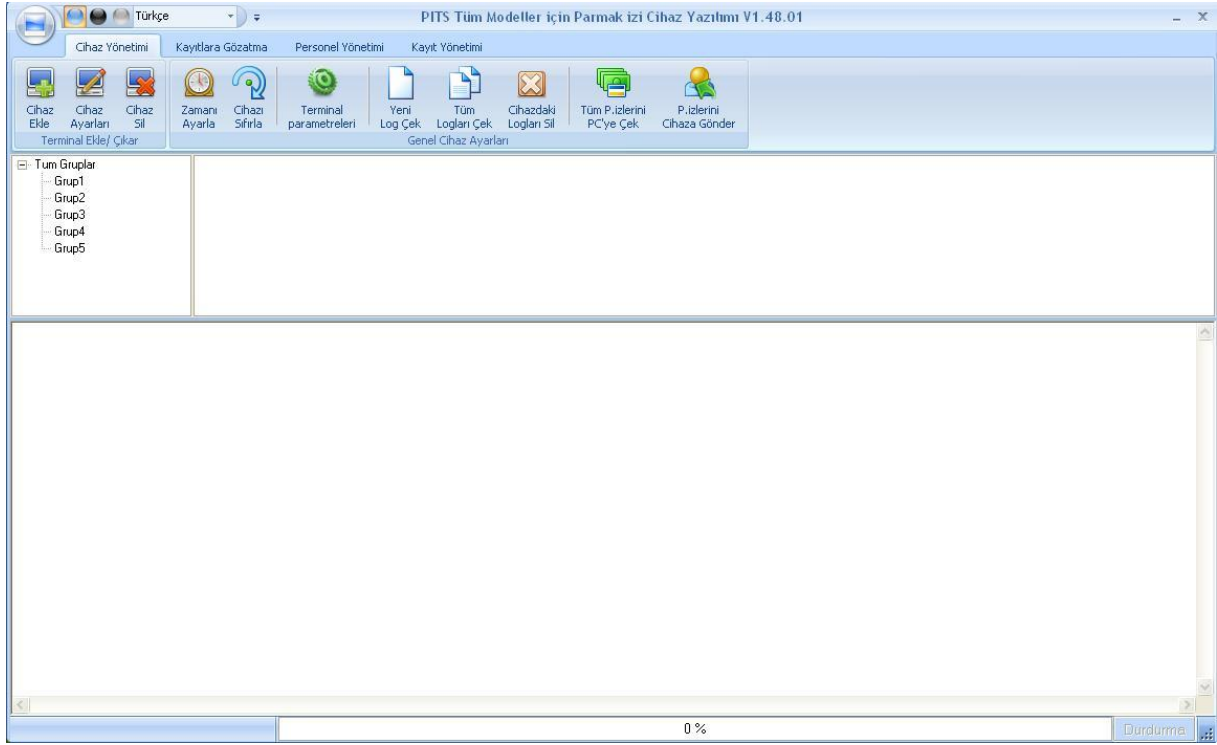 Türkçe
PITS Tüm Modeller için Parmak izi Cihaz Yazılımı V1.48.01
Cihaz Yönetimi
Kayıtlara Gözatma
Personel Yönetimi
Kayıt Yönetimi
Cihaz
Ekle
Cihaz
Ayarları
Cihaz
Sil
Terminal Ekle/ Çıkar
Zamanı
Ayarla
Cihazı
Sıfırla
Terminal
parametreleri
Yeni
Log Çek
Tüm
Logları Çek
Cihazdaki
Logları Sil
Tüm P.izlerini
PC'ye Çek
P.izlerini
Cihaza Gönder
Genel Cihaz Ayarları
Tum Gruplar
Grup1
Grup2
Grup3
Grup4
Grup5
0 %
Durdurma